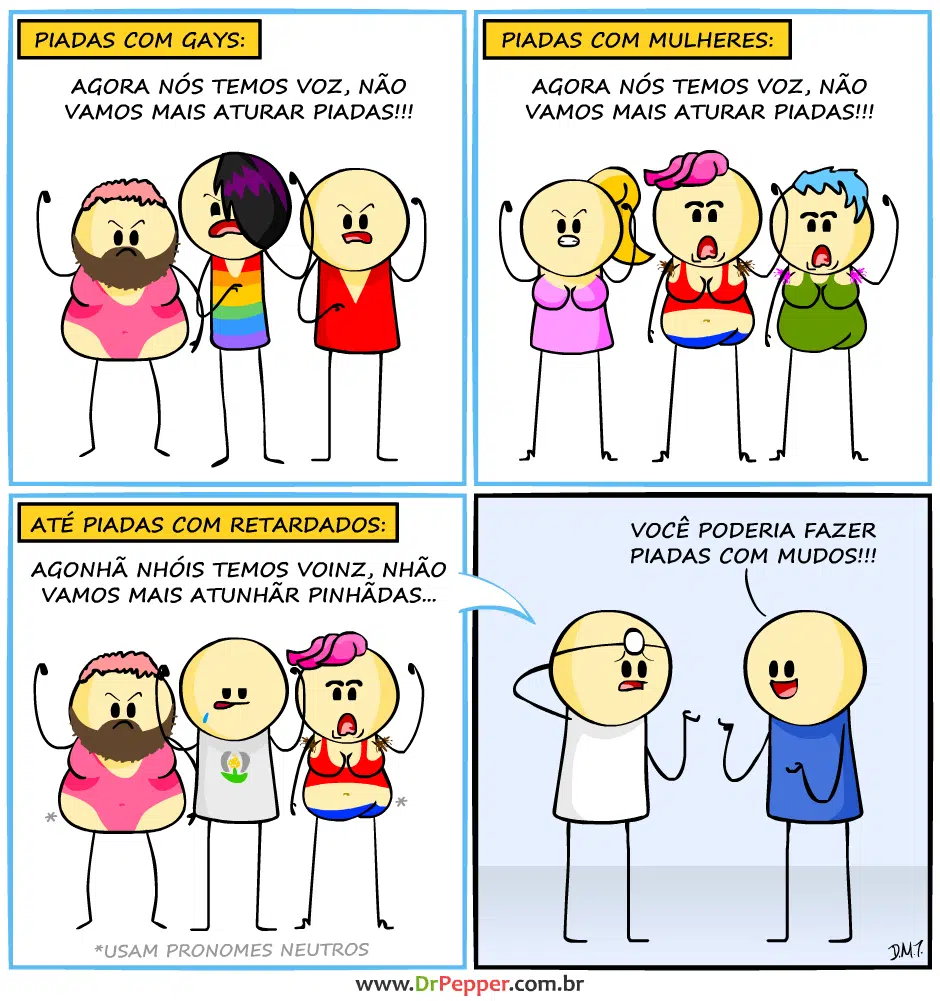 PIADAS COM GAYS:
AGORA NÓS TEMOS VOZ, NÃO
VAMOS MAIS ATURAR PIADAS!!!
PIADAS COM MULHERES:
AGORA NÓS TEMOS VOZ, NÃO
VAMOS MAIS ATURAR PIADAS!!!
ATÉ PIADAS COM RETARDADOS:
AGONHÃ NHÓIS TEMOS VOINZ, NHÃO
VAMOS MAIS ATUNHÃR PINHÃDAS...
*
*
*USAM PRONOMES NEUTROS
VOCÊ PODERIA FAZER
PIADAS COM MUDOS!!!
D.M.T.
www.DrPepper.com.br